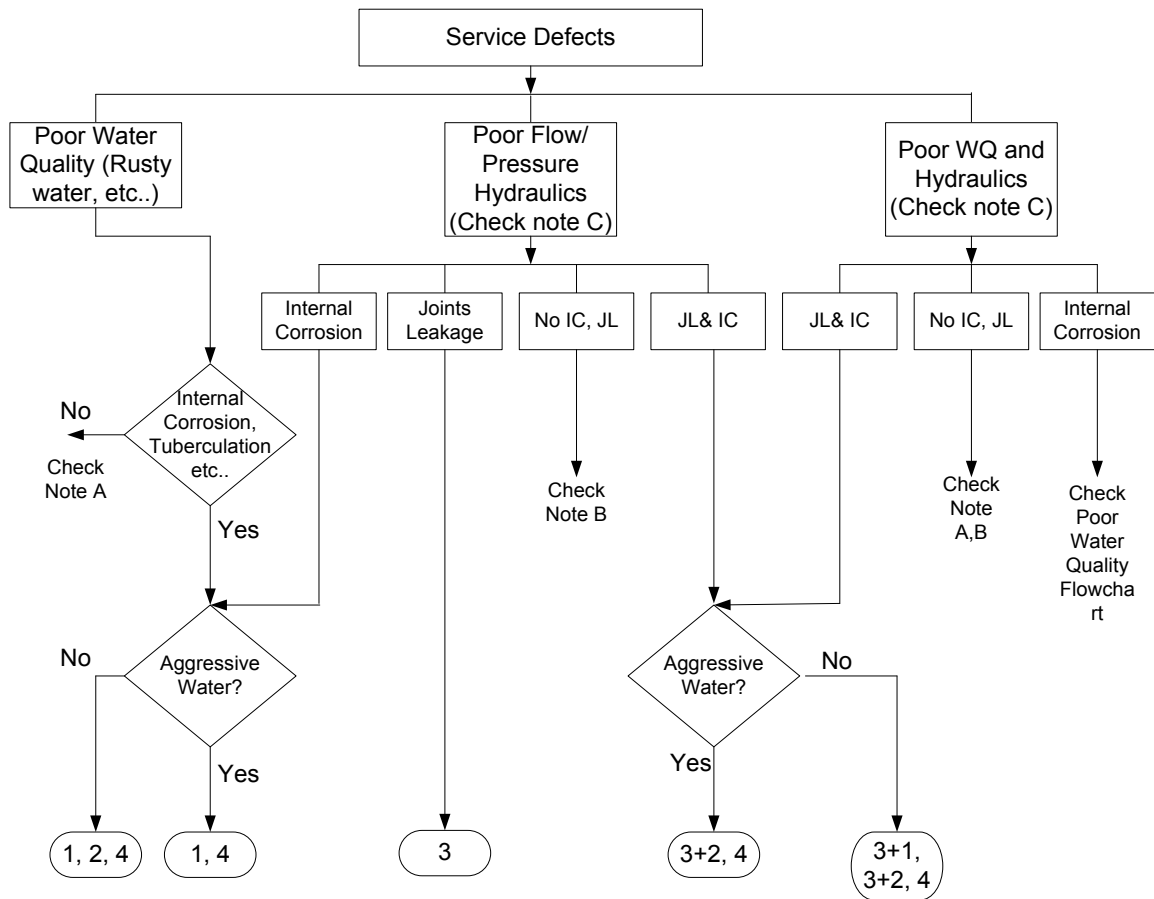 Service Defects
Poor Water
Quality (Rusty
water, etc..)
Poor Flow/
Pressure
Hydraulics
(Check note C)
Poor WQ and
Hydraulics
(Check note C)
Internal
Corrosion
Joints
Leakage
No IC, JL
JL& IC
JL& IC
No IC, JL
Internal
Corrosion
Internal
Corrosion,
Tuberculation
etc..
No
Check
Note A
Yes
Check
Note B
Check
Note
A,B
Check
Poor
Water
Quality
Flowcha
rt
Aggressive
Water?
No
Yes
Aggressive
Water?
No
Yes
1, 2, 4
1, 4
3
3+2, 4
3+1,
3+2, 4